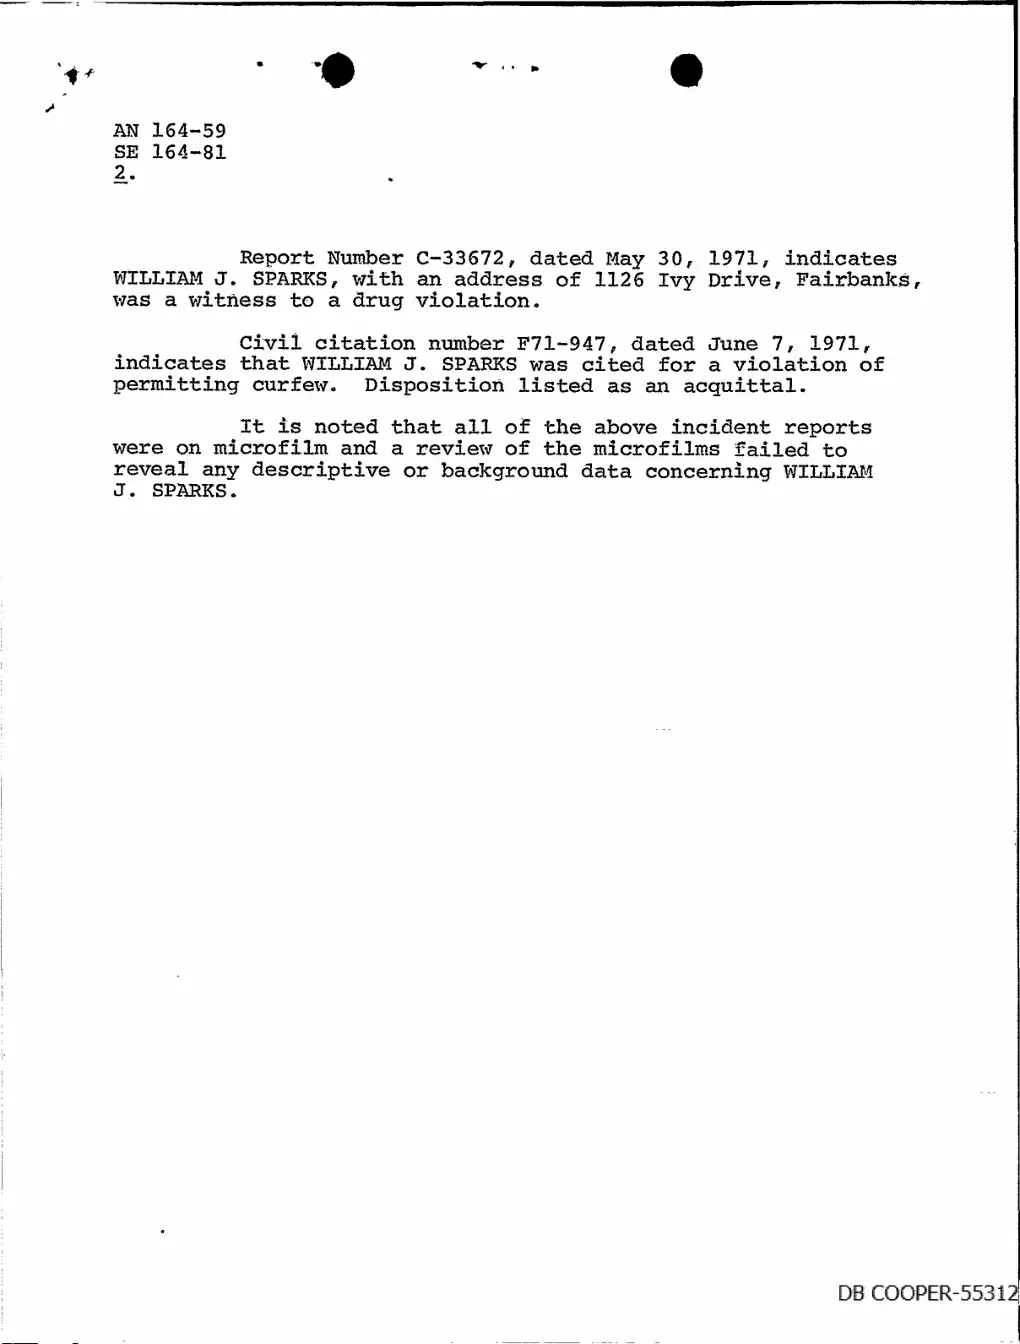 AN 164-59
SE 164-81
2.
Report Number C-33672, dated May 30, 1971, indicates
WILLIAM J. SPARKS, with an address of 1126 Ivy Drive, Fairbanks,
was a witness to a drug violation.
Civil citation number F71-947, dated June 7, 1971,
indicates that WILLIAM J. SPARKS was cited for a violation of
permitting curfew. Disposition listed as an acquittal.
It is noted that all of the above incident reports
were on microfilm and a review of the microfilms failed to
reveal any descriptive or background data concerning WILLIAM
J. SPARKS.
DB COOPER-55312